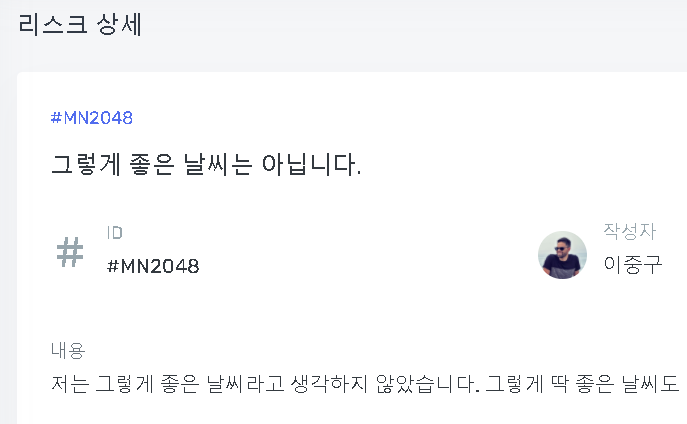 리스크 상세
#MN2048
그렇게 좋은 날씨는 아닙니다.
ID
#MN2048
작성자
이중구
내용
저는 그렇게 좋은 날씨라고 생각하지 않았습니다. 그렇게 딱 좋은 날씨도